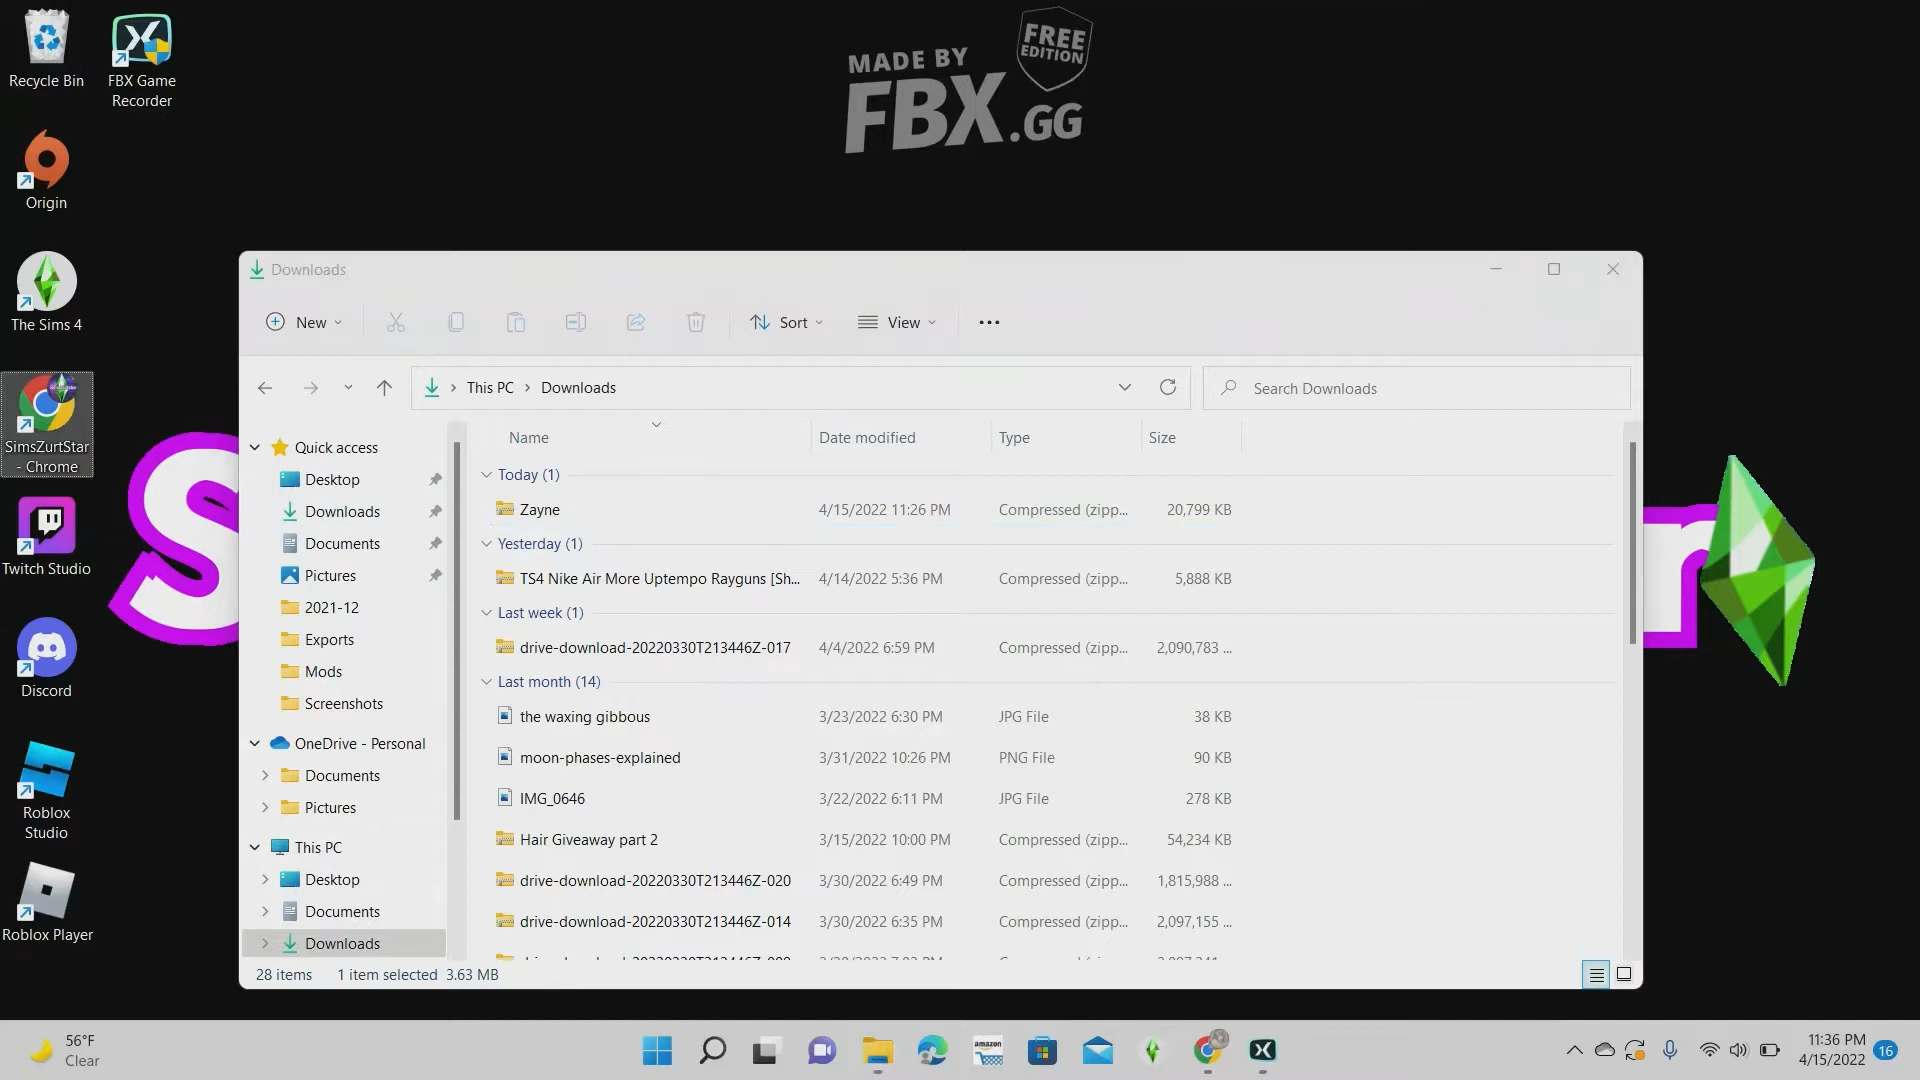 Recycle Bin
FBX Game
Recorder
Origin
The Sims 4
SimsZurtStar
- Chrome
Twitch Studio
Discord
Roblox
Studio
Roblox Player
MADE BY
FBX.GG
FREE
EDITION
S
r
Downloads
New
Sort
View
This PC
Downloads
Search Downloads
Quick access
Desktop
Downloads
Documents
Pictures
2021-12
Exports
Mods
Screenshots
OneDrive - Personal
Documents
Pictures
This PC
Desktop
Documents
Downloads
Name Date modified Type Size
Today (1)
Zayne 4/15/2022 11:26 PM Compressed (zipp... 20,799 KB
Yesterday (1)
TS4 Nike Air More Uptempo Rayguns [Sh... 4/14/2022 5:36 PM Compressed (zipp... 5,888 KB
Last week (1)
drive-download-20220330T213446Z-017 4/4/2022 6:59 PM Compressed (zipp... 2,090,783 ...
Last month (14)
the waxing gibbous 3/23/2022 6:30 PM JPG File 38 KB
moon-phases-explained 3/31/2022 10:26 PM PNG File 90 KB
IMG_0646 3/22/2022 6:11 PM JPG File 278 KB
Hair Giveaway part 2 3/15/2022 10:00 PM Compressed (zipp... 54,234 KB
drive-download-20220330T213446Z-020 3/30/2022 6:49 PM Compressed (zipp... 1,815,988 ...
drive-download-20220330T213446Z-014 3/30/2022 6:35 PM Compressed (zipp... 2,097,155 ...
28 items 1 item selected 3.63 MB
56°F
Clear
amazon
11:36 PM
4/15/2022
16